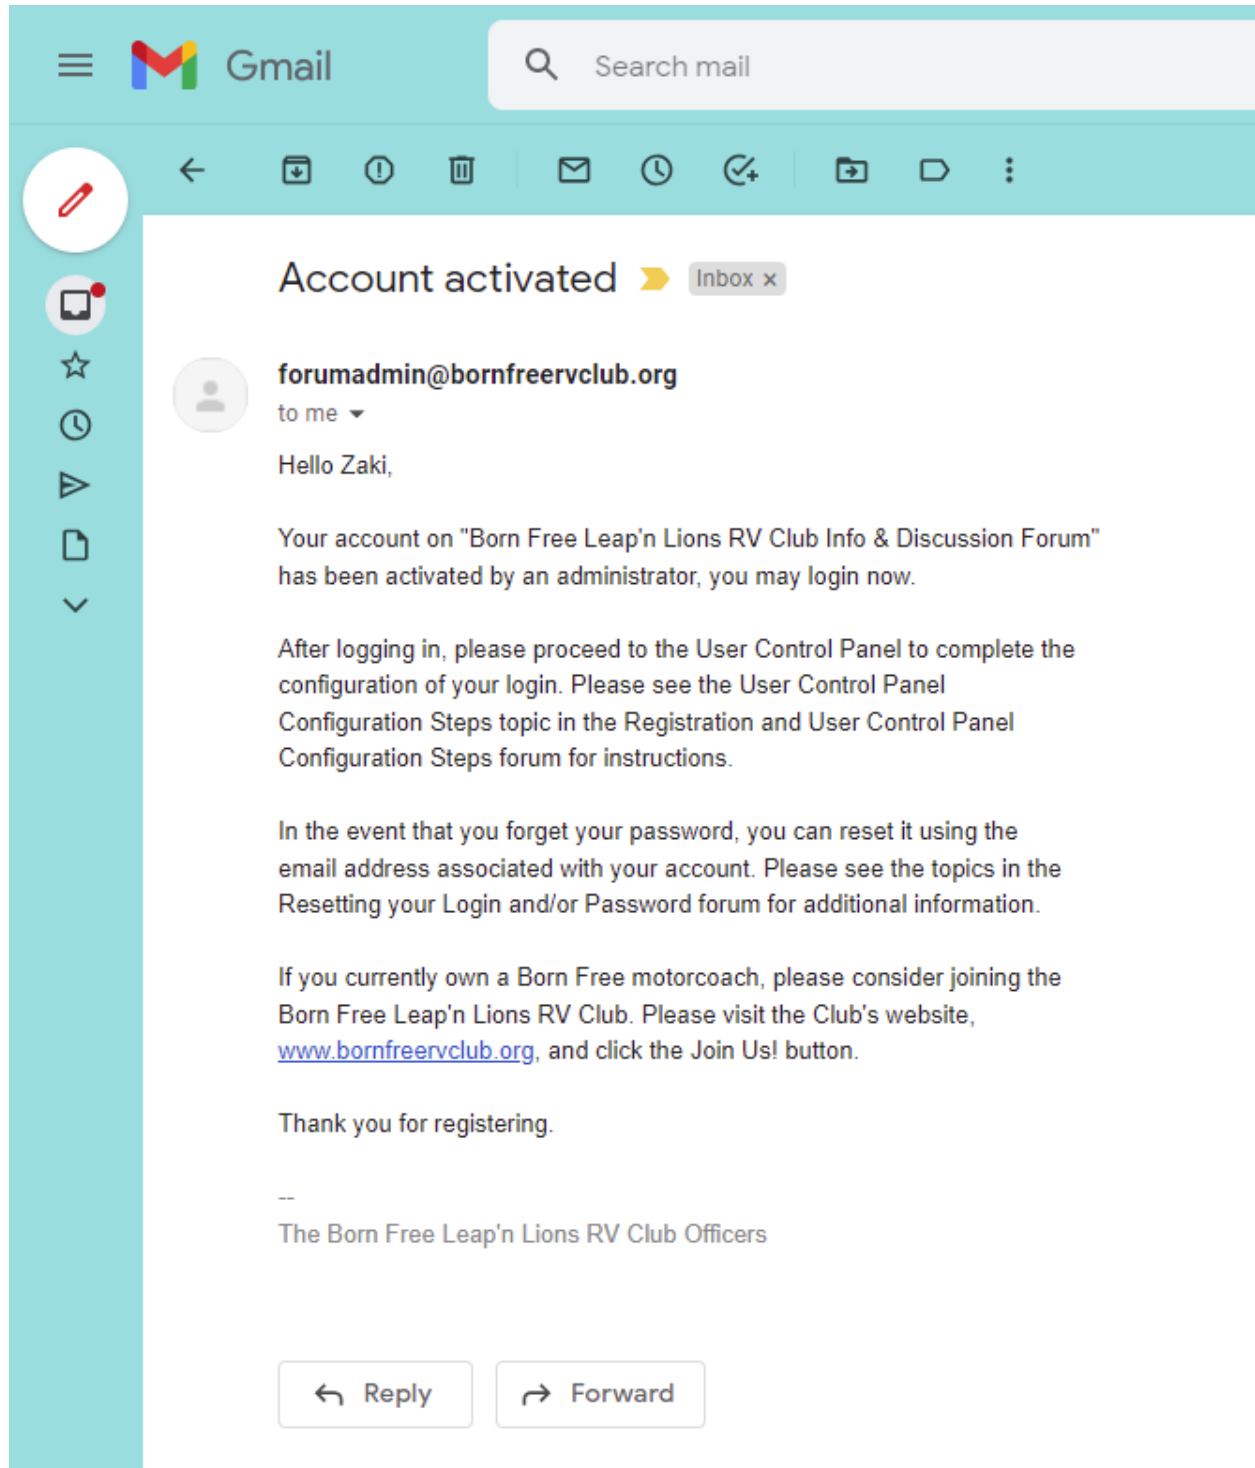 Gmail
Search mail
Account activated
Inbox x
forumadmin@bornfreervclub.org
to me
Hello Zaki,
Your account on "Born Free Leap'n Lions RV Club Info & Discussion Forum"
has been activated by an administrator, you may login now.
After logging in, please proceed to the User Control Panel to complete the
configuration of your login. Please see the User Control Panel
Configuration Steps topic in the Registration and User Control Panel
Configuration Steps forum for instructions.
In the event that you forget your password, you can reset it using the
email address associated with your account. Please see the topics in the
Resetting your Login and/or Password forum for additional information.
If you currently own a Born Free motorcoach, please consider joining the
Born Free Leap'n Lions RV Club. Please visit the Club's website,
www.bornfreervclub.org, and click the Join Us! button.
Thank you for registering.
--
The Born Free Leap'n Lions RV Club Officers
Reply
Forward